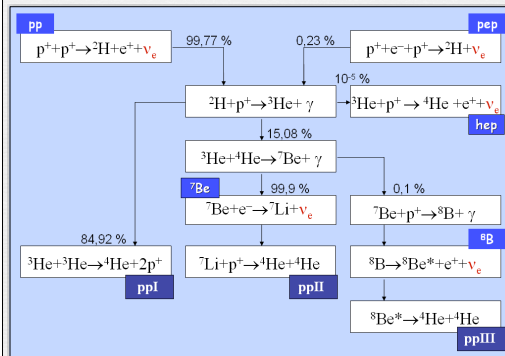 pp
pep
p⁺+p⁺→²H+e⁺+νₑ
99,77 %
0,23 %
p⁺+e⁻+p⁺→²H+νₑ
10⁻⁵ %
²H+p⁺→³He+ γ
³He+p⁺→ ⁴He +e⁺+νₑ
hep
15,08 %
³He+⁴He→⁷Be+ γ
⁷Be
99,9 %
0,1 %
⁷Be+e⁻→⁷Li+νₑ
⁷Be+p⁺→⁸B+ γ
84,92 %
⁸B
³He+³He→⁴He+2p⁺
⁷Li+p⁺→⁴He+⁴He
⁸B→⁸Be*+e⁺+νₑ
ppI
ppII
⁸Be*→⁴He+⁴He
ppIII